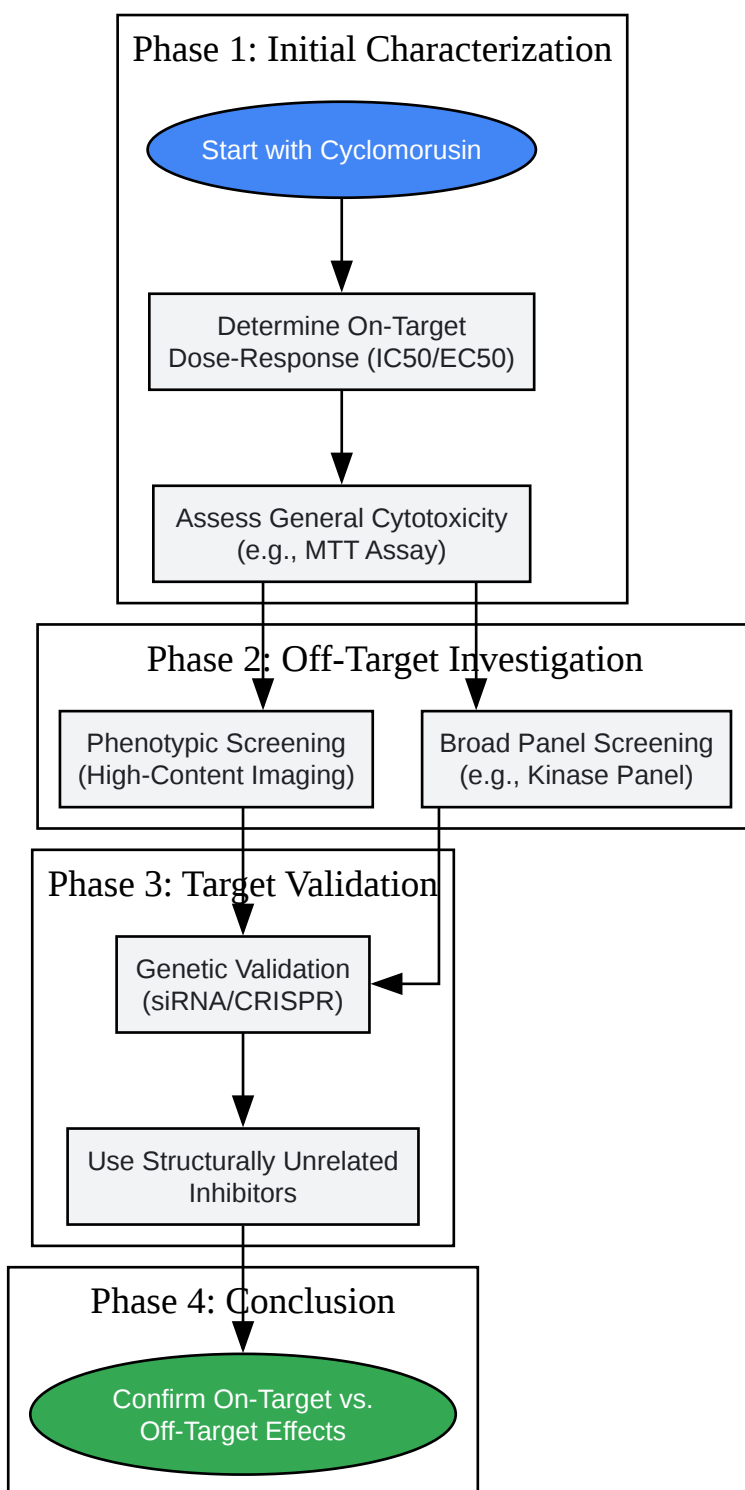 Phase 1: Initial Characterization
Start with Cyclomorusin
Determine On-Target
Dose-Response (IC50/EC50)
Assess General Cytotoxicity
(e.g., MTT Assay)
Phase 2: Off-Target Investigation
Phenotypic Screening
(High-Content Imaging)
Broad Panel Screening
(e.g., Kinase Panel)
Phase 3: Target Validation
Genetic Validation
(siRNA/CRISPR)
Use Structurally Unrelated
Inhibitors
Phase 4: Conclusion
Confirm On-Target vs.
Off-Target Effects